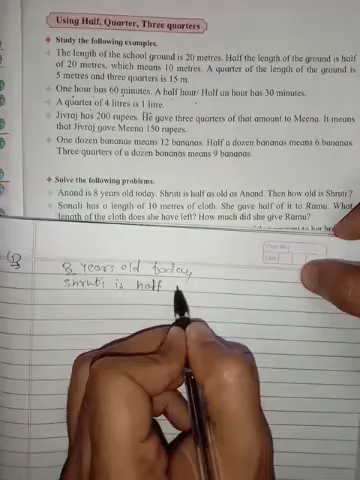 Using Half, Quarter, Three quarters
Study the following examples.
The length of the school ground is 20 metres. Half the length of the ground is half
of 20 metres, which means 10 metres. A quarter of the length of the ground is
5 metres and three quarters is 15 m.
One hour has 60 minutes. A half hour/ Half an hour has 30 minutes.
A quarter of 4 litres is 1 litre.
Jivraj has 200 rupees. He gave three quarters of that amount to Meena. It means
that Jivraj gave Meena 150 rupees.
One dozen bananas means 12 bananas. Half a dozen bananas means 6 bananas.
Three quarters of a dozen bananas means 9 bananas.
Solve the following problems.
Anand is 8 years old today. Shruti is half as old as Anand. Then how old is Shruti?
Sonali has a length of 10 metres of cloth. She gave half of it to Ramu. What
length of the cloth does she have left? How much did she give Ramu?
to her
8 years old today
Shruti is half